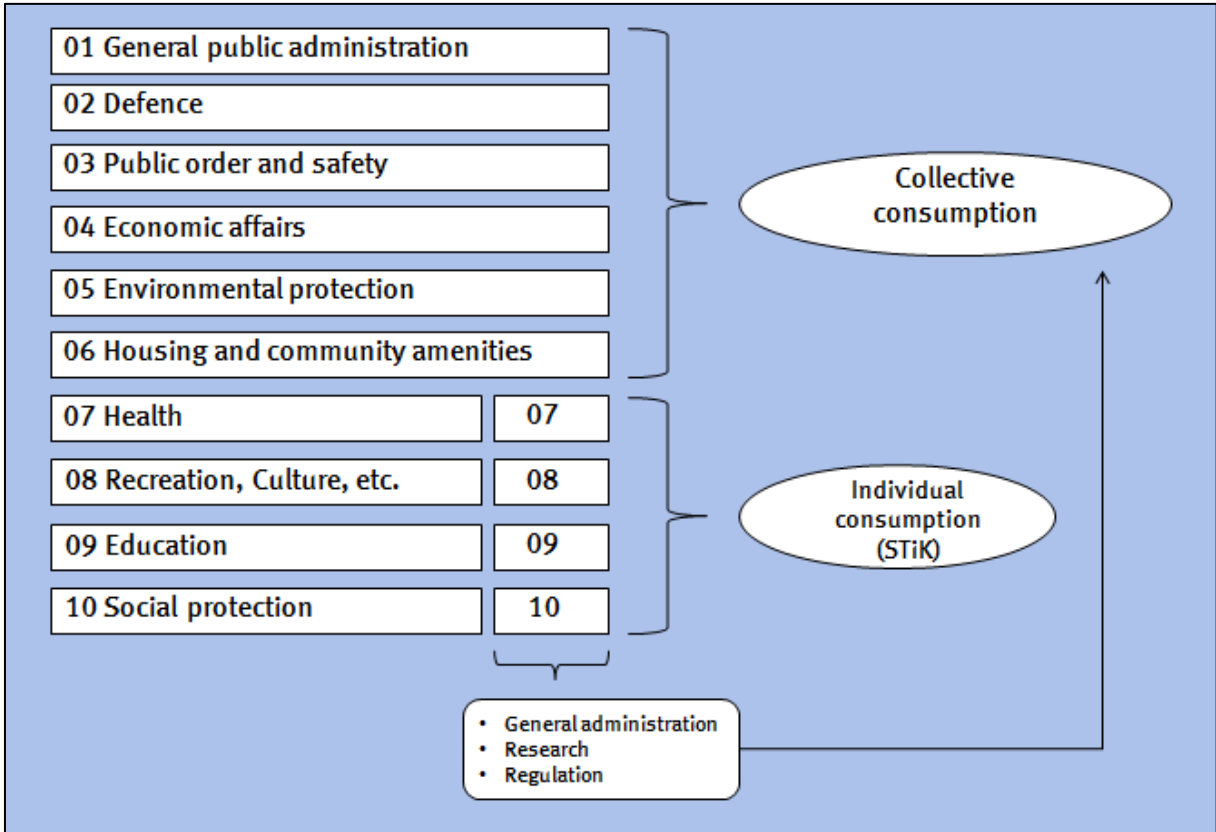 01 General public administration
02 Defence
03 Public order and safety
04 Economic affairs
05 Environmental protection
06 Housing and community amenities
07 Health
07
08 Recreation, Culture, etc.
08
09 Education
09
10 Social protection
10
Collective
consumption
Individual
consumption
(STiK)
• General administration
• Research
• Regulation